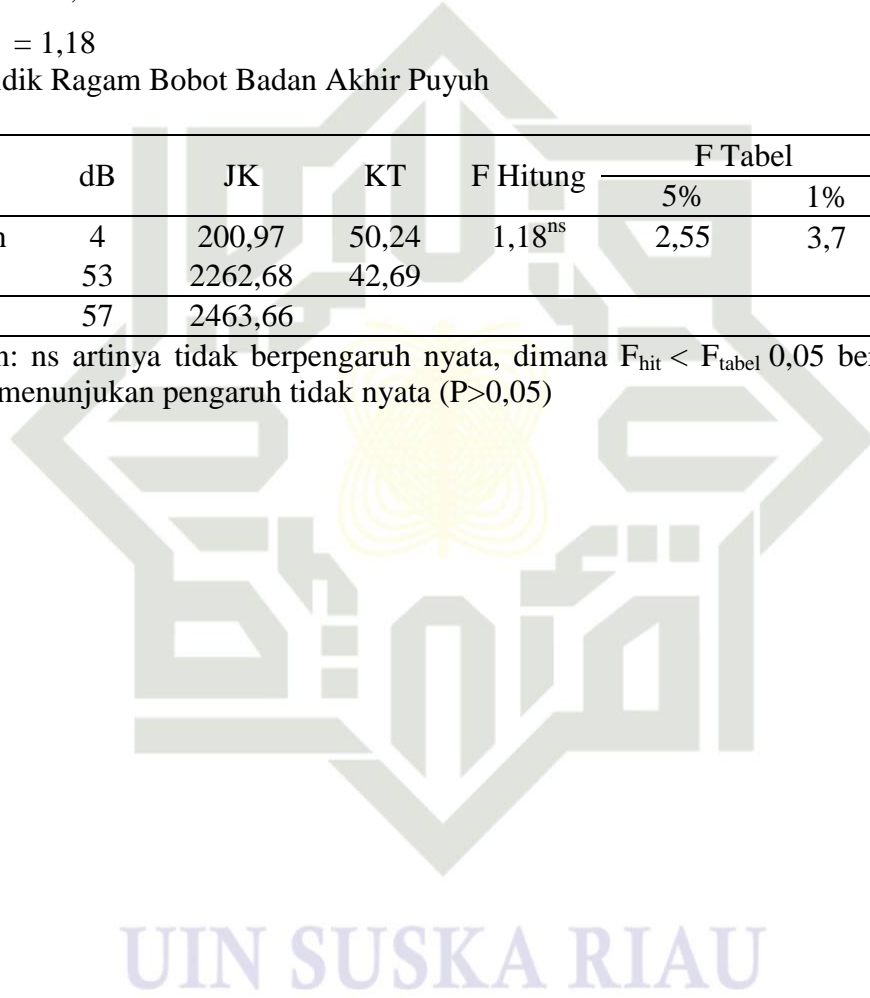 = 1,18
dik Ragam Bobot Badan Akhir Puyuh
dB JK KT F Hitung F Tabel
5% 1%
n 4 200,97 50,24 1,18ns 2,55 3,7
53 2262,68 42,69
57 2463,66
n: ns artinya tidak berpengaruh nyata, dimana Fhit < Ftabel 0,05 be
menunjukan pengaruh tidak nyata (P>0,05)
UIN SUSKA RIAU